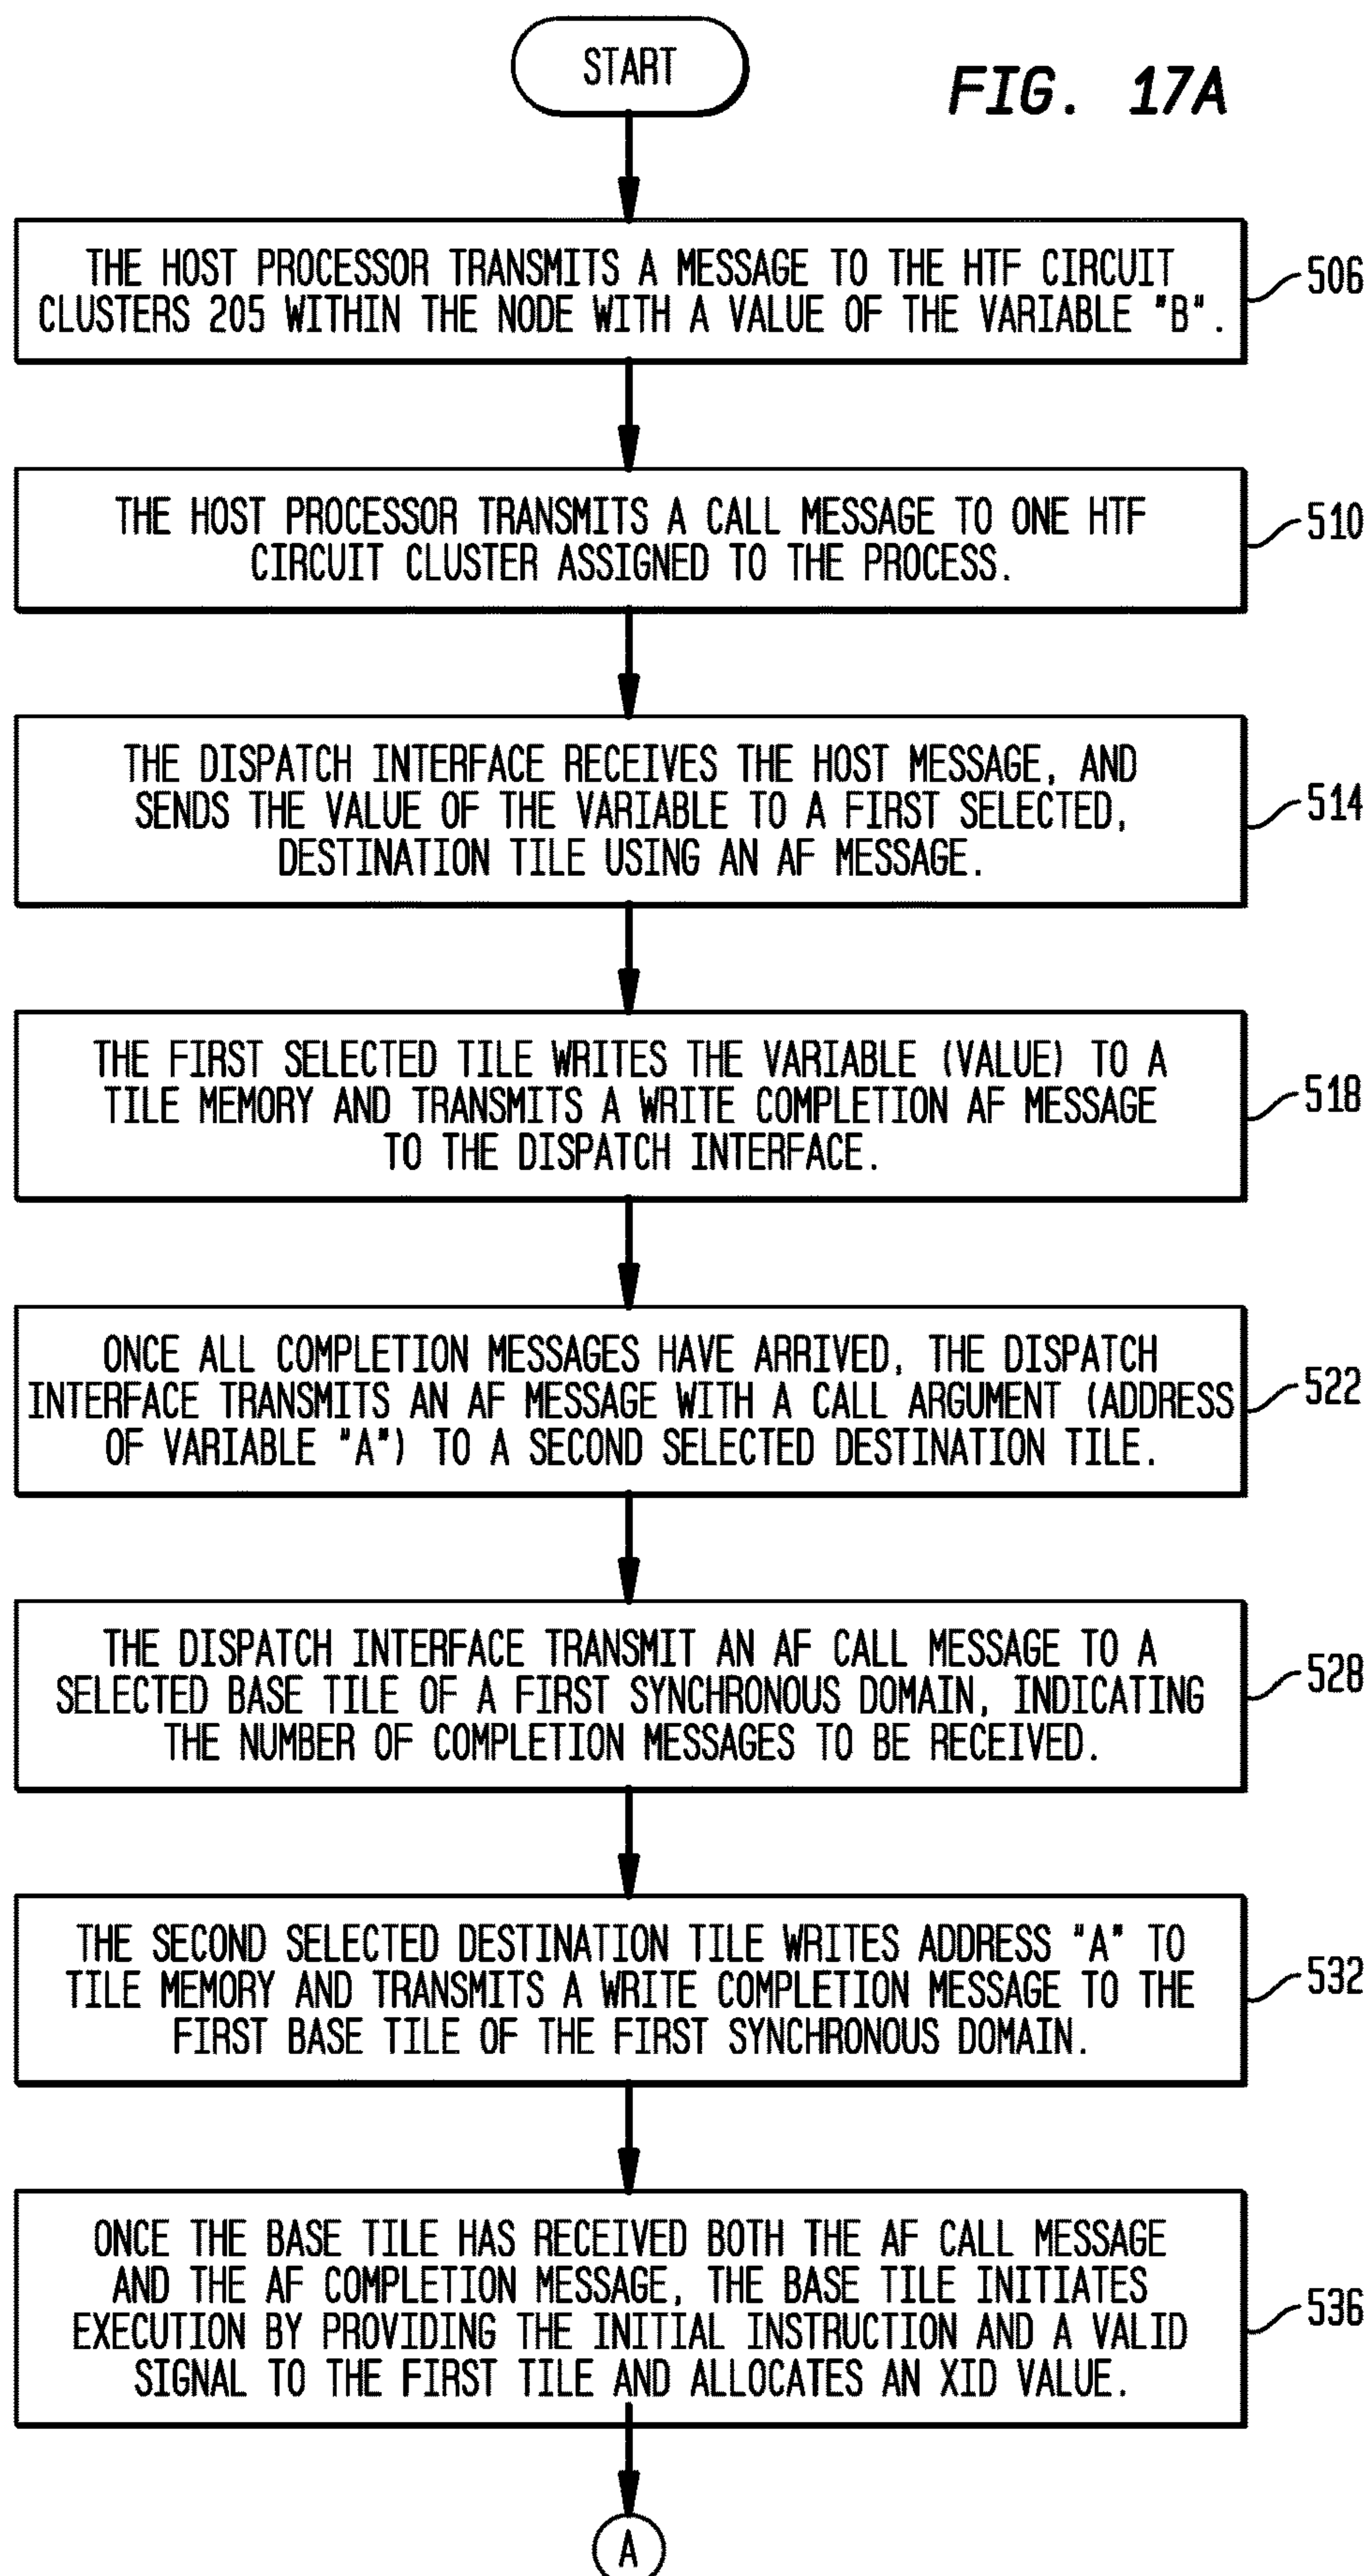 START
FIG. 17A
THE HOST PROCESSOR TRANSMITS A MESSAGE TO THE HTF CIRCUIT
CLUSTERS 205 WITHIN THE NODE WITH A VALUE OF THE VARIABLE "B".
506
THE HOST PROCESSOR TRANSMITS A CALL MESSAGE TO ONE HTF
CIRCUIT CLUSTER ASSIGNED TO THE PROCESS.
510
THE DISPATCH INTERFACE RECEIVES THE HOST MESSAGE, AND
SENDS THE VALUE OF THE VARIABLE TO A FIRST SELECTED,
DESTINATION TILE USING AN AF MESSAGE.
514
THE FIRST SELECTED TILE WRITES THE VARIABLE (VALUE) TO A
TILE MEMORY AND TRANSMITS A WRITE COMPLETION AF MESSAGE
TO THE DISPATCH INTERFACE.
518
ONCE ALL COMPLETION MESSAGES HAVE ARRIVED, THE DISPATCH
INTERFACE TRANSMITS AN AF MESSAGE WITH A CALL ARGUMENT (ADDRESS
OF VARIABLE "A") TO A SECOND SELECTED DESTINATION TILE.
522
THE DISPATCH INTERFACE TRANSMIT AN AF CALL MESSAGE TO A
SELECTED BASE TILE OF A FIRST SYNCHRONOUS DOMAIN, INDICATING
THE NUMBER OF COMPLETION MESSAGES TO BE RECEIVED.
528
THE SECOND SELECTED DESTINATION TILE WRITES ADDRESS "A" TO
TILE MEMORY AND TRANSMITS A WRITE COMPLETION MESSAGE TO THE
FIRST BASE TILE OF THE FIRST SYNCHRONOUS DOMAIN.
532
ONCE THE BASE TILE HAS RECEIVED BOTH THE AF CALL MESSAGE
AND THE AF COMPLETION MESSAGE, THE BASE TILE INITIATES
EXECUTION BY PROVIDING THE INITIAL INSTRUCTION AND A VALID
SIGNAL TO THE FIRST TILE AND ALLOCATES AN XID VALUE.
536
A